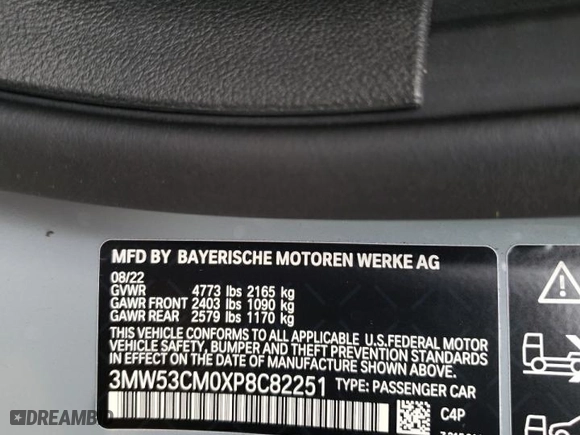 MFD BY BAYERISCHE MOTOREN WERKE AG
08/22
GVWR 4773 lbs 2165 kg
GAWR FRONT 2403 lbs 1090 kg
GAWR REAR 2579 lbs 1170 kg
THIS VEHICLE CONFORMS TO ALL APPLICABLE U.S.FEDERAL MOTOR
VEHICLE SAFETY, BUMPER AND THEFT PREVENTION STANDARDS
IN EFFECT ON THE DATE OF MANUFACTURE SHOWN ABOVE.
3MW53CM0XP8C82251 TYPE: PASSENGER CAR
C4P